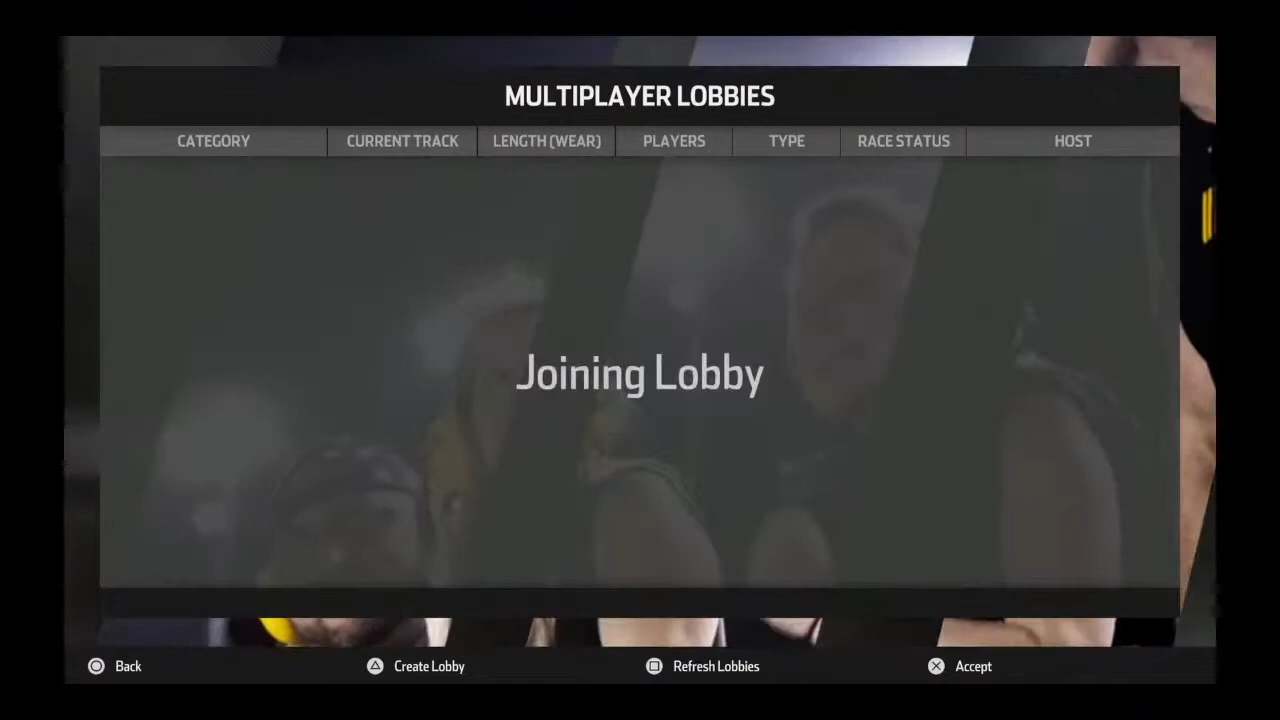 MULTIPLAYER LOBBIES
CATEGORY CURRENT TRACK LENGTH (WEAR) PLAYERS TYPE RACE STATUS HOST
Joining Lobby
Back Create Lobby Refresh Lobbies Accept